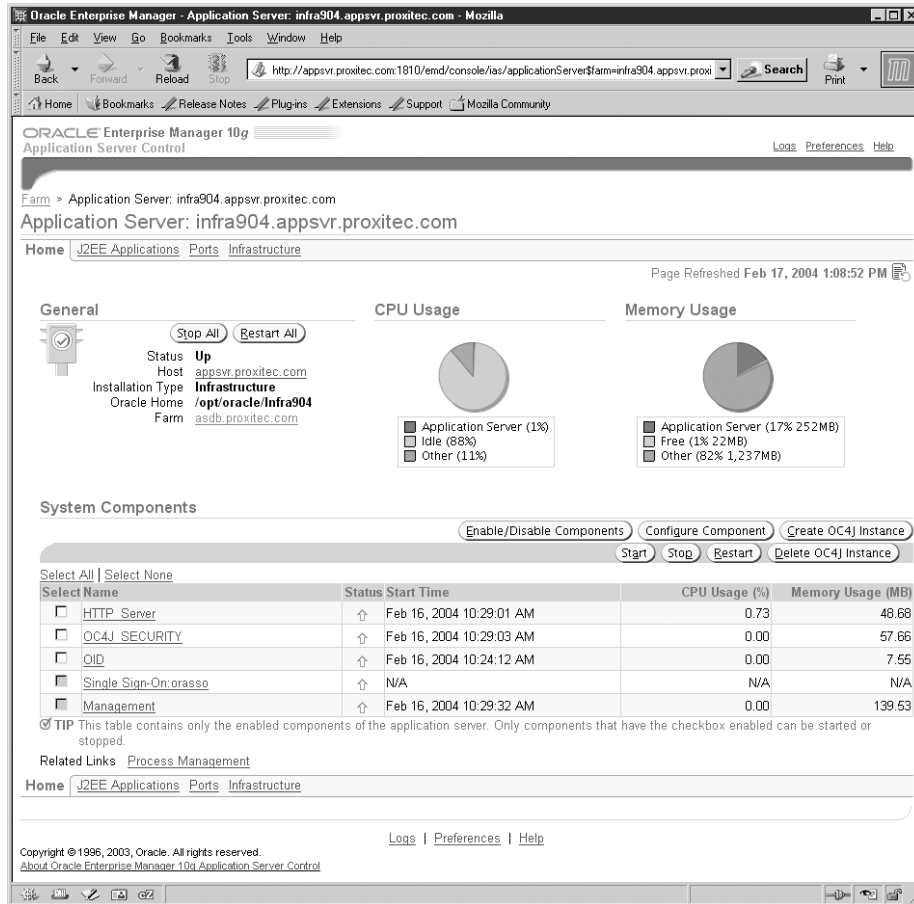 Oracle Enterprise Manager - Application Server: infra904.appsvr.proxitec.com - Mozilla
File Edit View Go Bookmarks Tools Window Help
Back Forward Reload Stop http://appsvr.proxitec.com:1810/emd/console/ias/applicationServer$farm=infra904.appsvr.proxi Search Print
Home Bookmarks Release Notes Plug-ins Extensions Support Mozilla Community
ORACLE Enterprise Manager 10g
Application Server Control
Logs Preferences Help
Farm > Application Server: infra904.appsvr.proxitec.com
Application Server: infra904.appsvr.proxitec.com
Home J2EE Applications Ports Infrastructure
Page Refreshed Feb 17, 2004 1:08:52 PM
General
Stop All Restart All
Status Up
Host appsvr.proxitec.com
Installation Type Infrastructure
Oracle Home /opt/oracle/Infra904
Farm asdb.proxitec.com
CPU Usage
Application Server (1%)
Idle (88%)
Other (11%)
Memory Usage
Application Server (17% 252MB)
Free (1% 22MB)
Other (82% 1,237MB)
System Components
Enable/Disable Components Configure Component Create OC4J Instance
Start Stop Restart Delete OC4J Instance
Select All | Select None
Select Name Status Start Time CPU Usage (%) Memory Usage (MB)
HTTP_Server Feb 16, 2004 10:29:01 AM 0.73 48.68
OC4J_SECURITY Feb 16, 2004 10:29:03 AM 0.00 57.66
OID Feb 16, 2004 10:24:12 AM 0.00 7.55
Single Sign-On:orasso N/A N/A N/A
Management Feb 16, 2004 10:29:32 AM 0.00 139.53
TIP This table contains only the enabled components of the application server. Only components that have the checkbox enabled can be started or
stopped.
Related Links Process Management
Home J2EE Applications Ports Infrastructure
Logs | Preferences | Help
Copyright © 1996, 2003, Oracle. All rights reserved.
About Oracle Enterprise Manager 10g Application Server Control